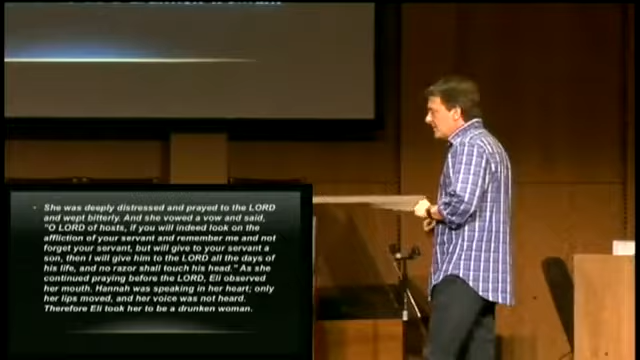 She was deeply distressed and prayed to the LORD
and wept bitterly. And she vowed a vow and said,
"O LORD of hosts, if you will indeed look on the
affliction of your servant and remember me and not
forget your servant, but will give to your servant a
son, then I will give him to the LORD all the days of
his life, and no razor shall touch his head." As she
continued praying before the LORD, Eli observed
her mouth. Hannah was speaking in her heart; only
her lips moved, and her voice was not heard.
Therefore Eli took her to be a drunken woman.